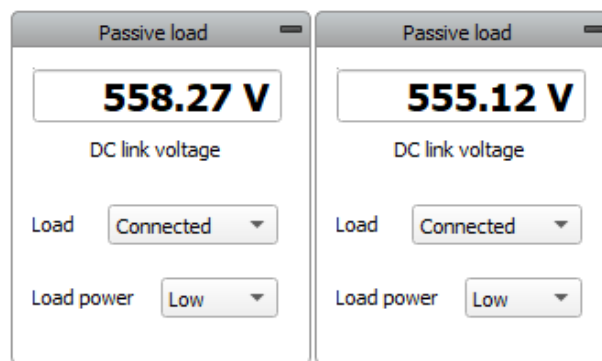 Passive load
558.27 V
DC link voltage
Load Connected
Load power Low
Passive load
555.12 V
DC link voltage
Load Connected
Load power Low